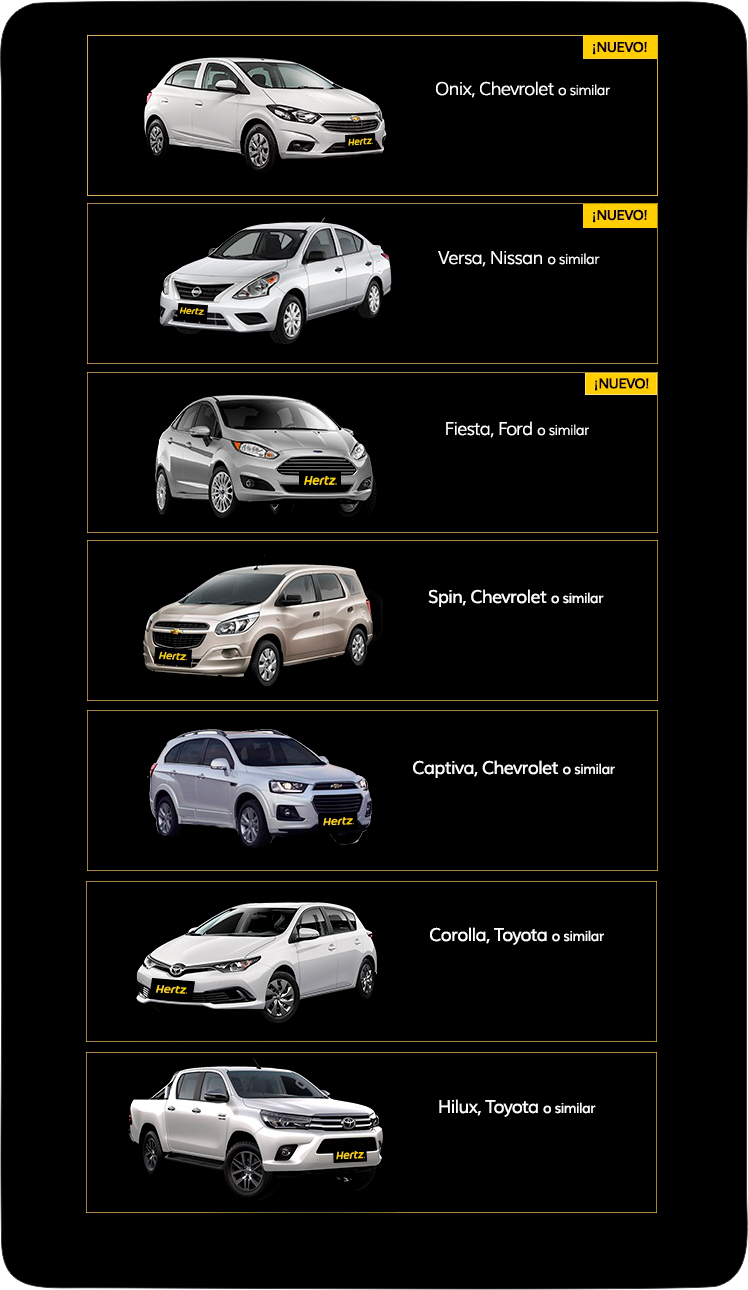 ¡NUEVO!
Onix, Chevrolet o similar
Hertz.
¡NUEVO!
Versa, Nissan o similar
Hertz
¡NUEVO!
Fiesta, Ford o similar
Hertz.
Spin, Chevrolet o similar
Hertz.
Captiva, Chevrolet o similar
Hertz.
Corolla, Toyota o similar
Hertz.
Hilux, Toyota o similar
Hertz.